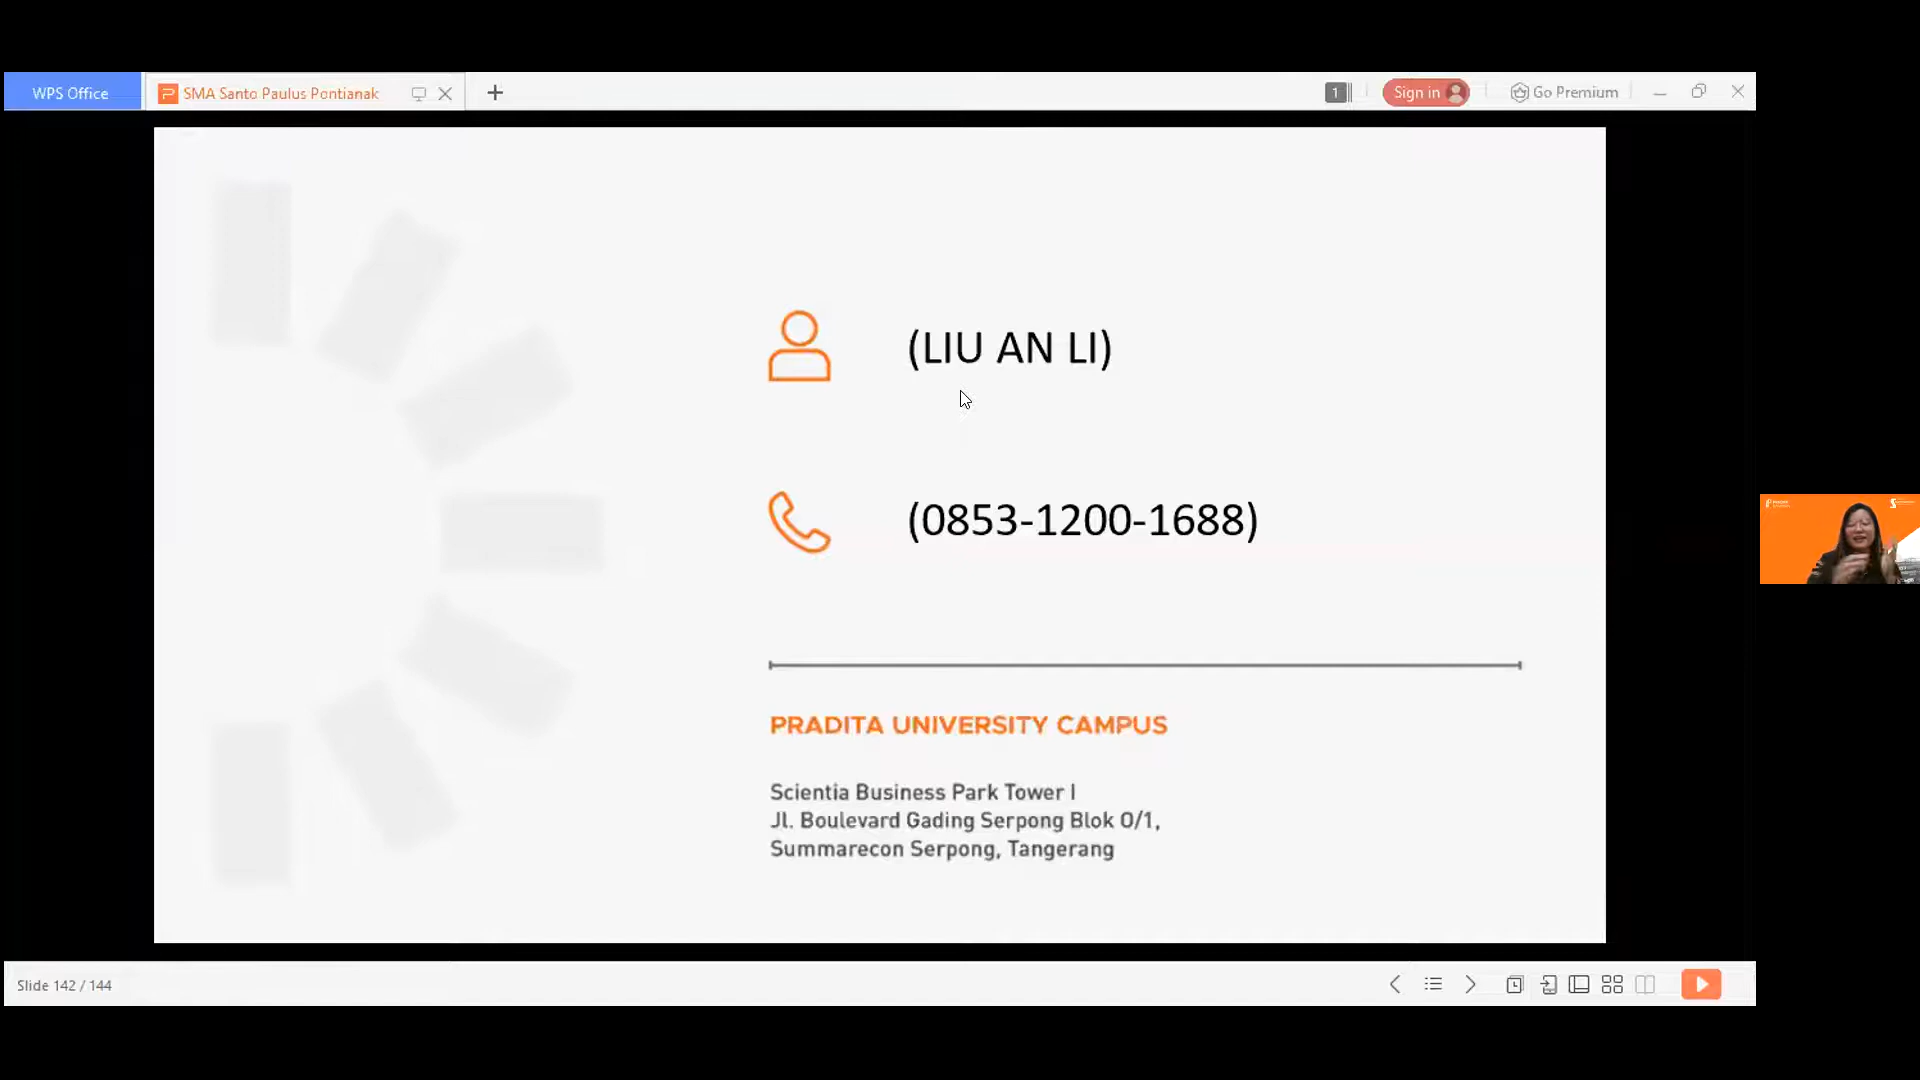 WPS Office
SMA Santo Paulus Pontianak
1
Sign in
Go Premium
(LIU AN LI)
(0853-1200-1688)
PRADITA UNIVERSITY CAMPUS
Scientia Business Park Tower I
Jl. Boulevard Gading Serpong Blok O/1,
Summarecon Serpong, Tangerang
Slide 142 / 144